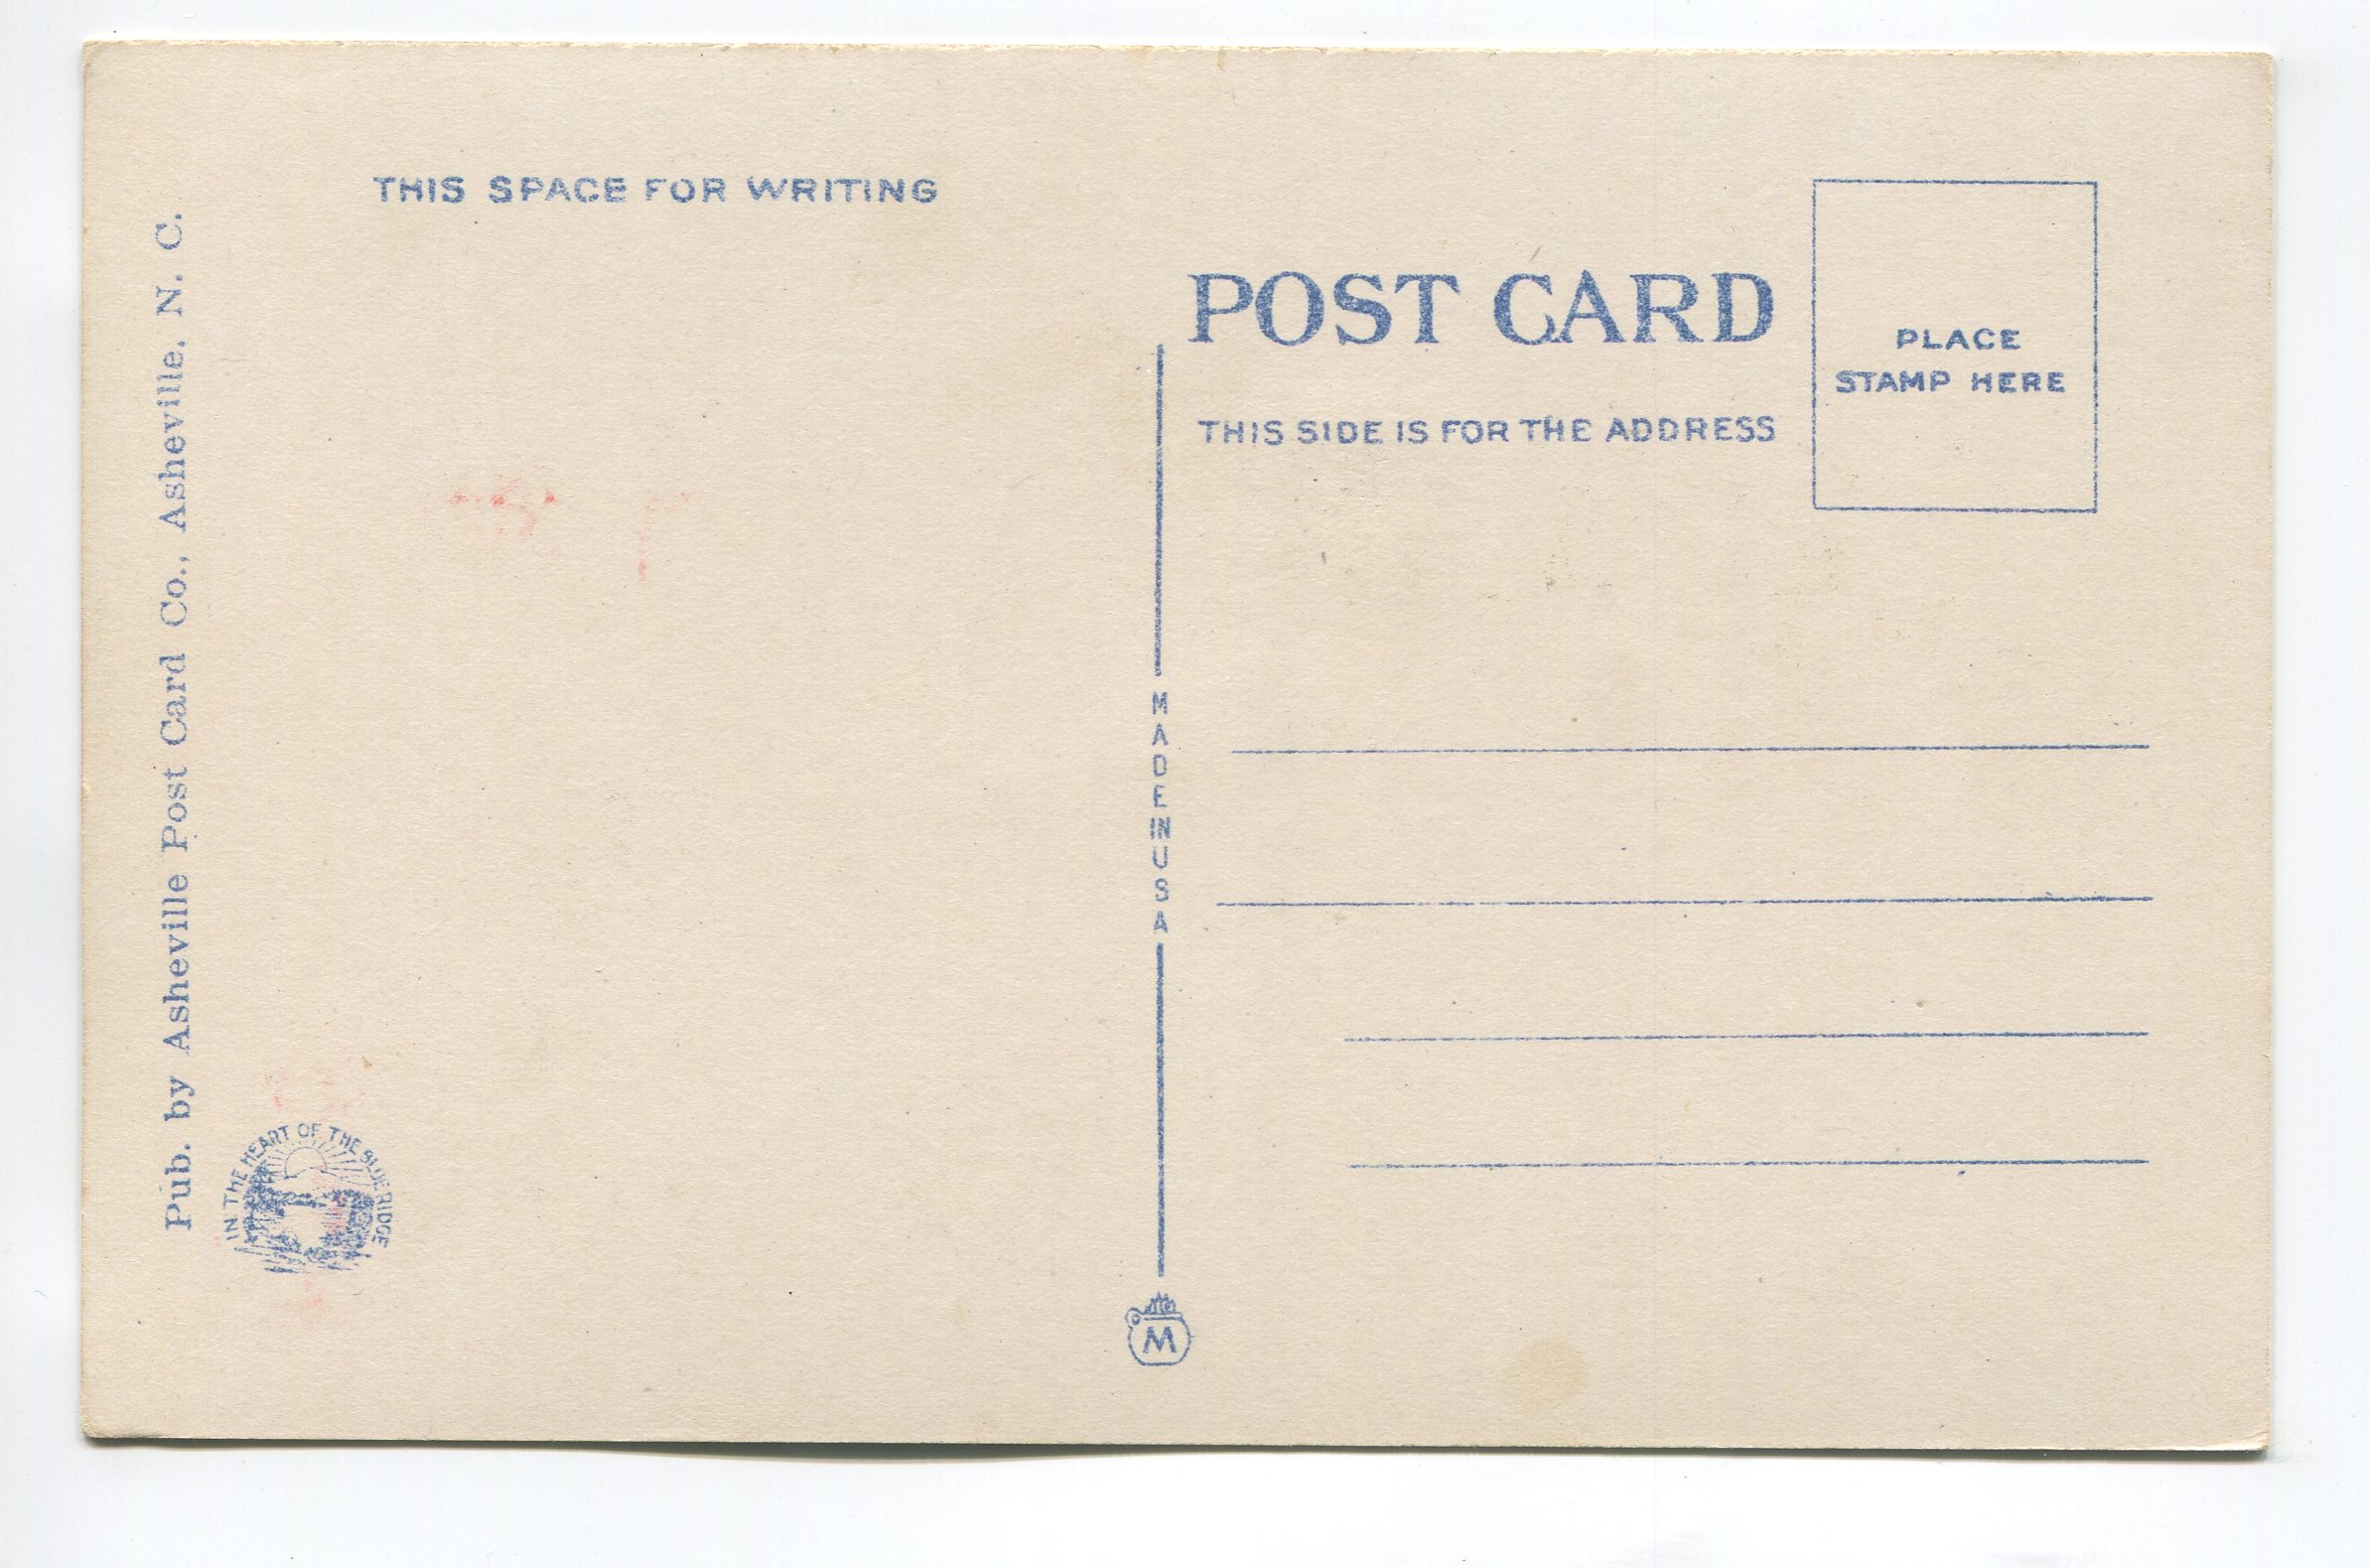 THIS SPACE FOR WRITING
Pub. by Asheville Post Card Co., Asheville, N. C.
IN THE HEART OF THE BLUE RIDGE
POST CARD
THIS SIDE IS FOR THE ADDRESS
PLACE
STAMP HERE
MADE IN USA
M